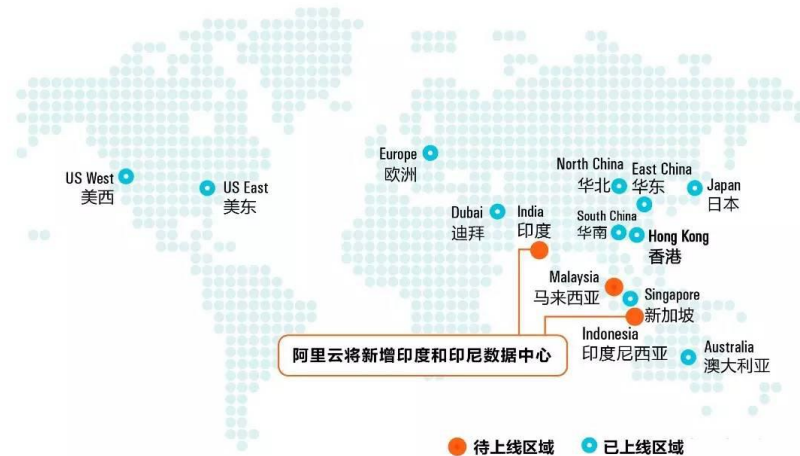 US West
美西
US East
美东
Europe
欧洲
Dubai
迪拜
India
印度
North China
华北
East China
华东
Japan
日本
South China
华南
Hong Kong
香港
Malaysia
马来西亚
Singapore
新加坡
Indonesia
印度尼西亚
Australia
澳大利亚
阿里云将新增印度和印尼数据中心
待上线区域
已上线区域